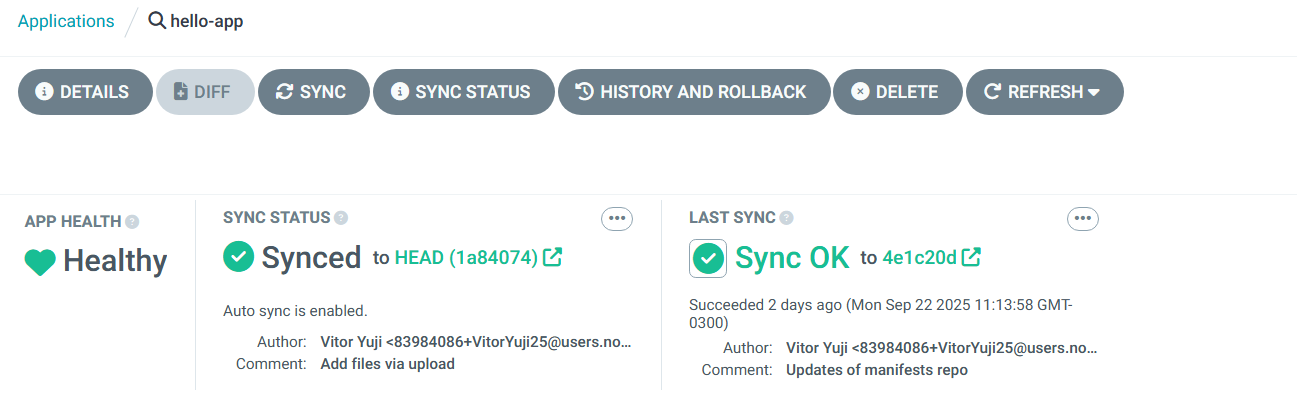 Applications / hello-app
DETAILS DIFF SYNC SYNC STATUS HISTORY AND ROLLBACK DELETE REFRESH
APP HEALTH
Healthy
SYNC STATUS
Synced to HEAD (1a84074)
Auto sync is enabled.
Author: Vitor Yuji <83984086+VitorYuji25@users.no...
Comment: Add files via upload
LAST SYNC
Sync OK to 4e1c20d
Succeeded 2 days ago (Mon Sep 22 2025 11:13:58 GMT-
0300)
Author: Vitor Yuji <83984086+VitorYuji25@users.no...
Comment: Updates of manifests repo